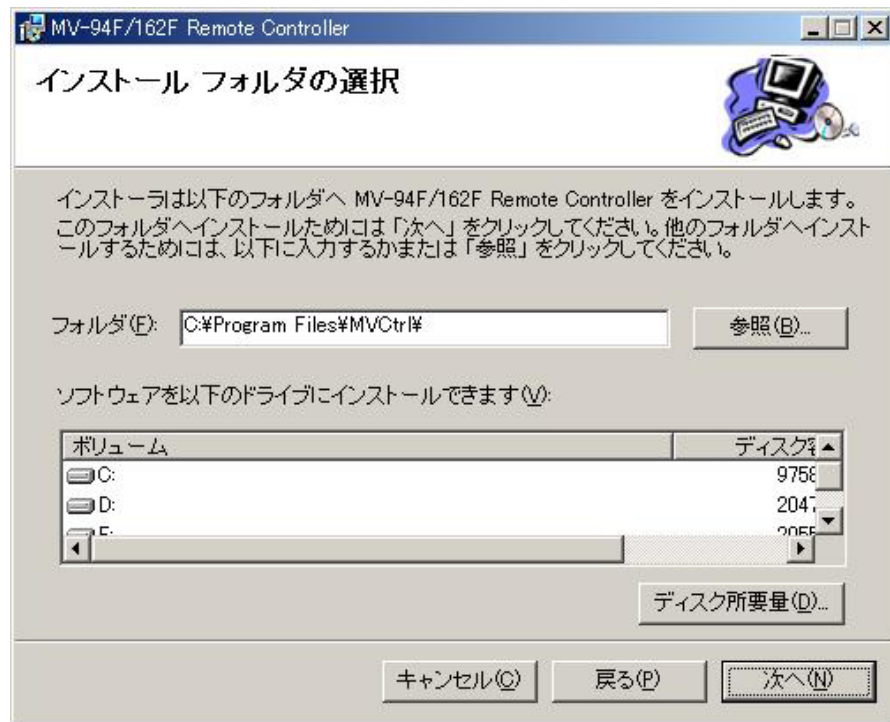 MV-94F/162F Remote Controller
インストール フォルダの選択
インストーラは以下のフォルダへ MV-94F/162F Remote Controller をインストールします。
このフォルダへインストールためには「次へ」をクリックしてください。他のフォルダへインスト
ールするためには、以下に入力するかまたは「参照」をクリックしてください。
フォルダ(F): C:¥Program Files¥MVCtrl¥ 参照(B)...
ソフトウェアを以下のドライブにインストールできます(V):
ボリューム ディスク
C: 9758
D: 2047
ディスク所要量(D)...
キャンセル(C) 戻る(P) 次へ(N)